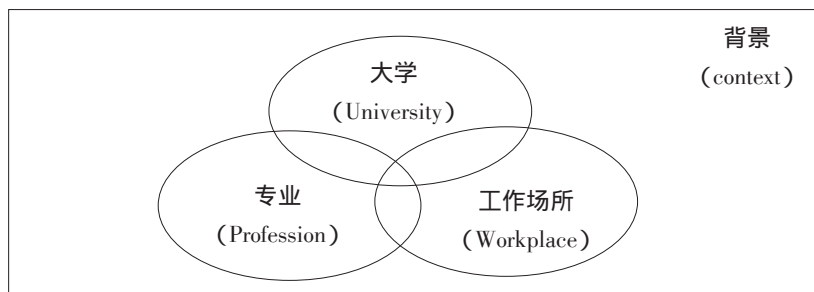 背景
（context）
大学
（University）
专业
（Profession）
工作场所
（Workplace）